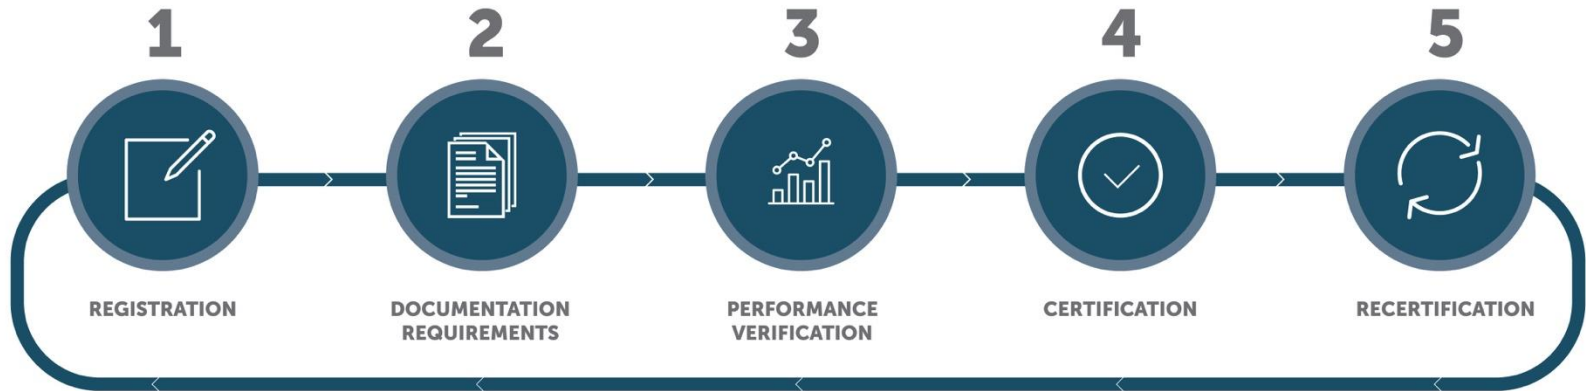 1
2
3
4
5
REGISTRATION
DOCUMENTATION
REQUIREMENTS
PERFORMANCE
VERIFICATION
CERTIFICATION
RECERTIFICATION